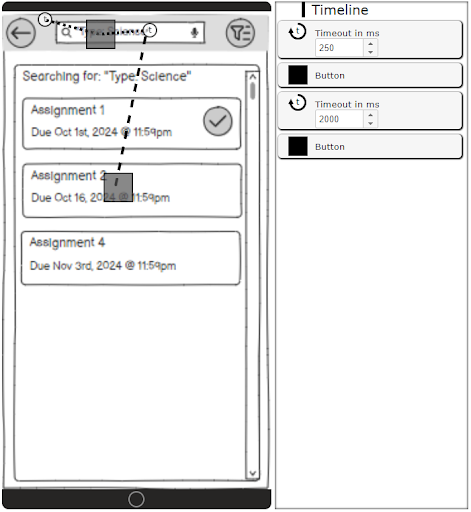 Searching for: "Type: Science"
Assignment 1
Due Oct 1st, 2024 @ 11:59pm
Assignment 2
Due Oct 16, 2024 @ 11:59pm
Assignment 4
Due Nov 3rd, 2024 @ 11:59pm
Timeline
t
Timeout in ms
250
Button
t
Timeout in ms
2000
Button